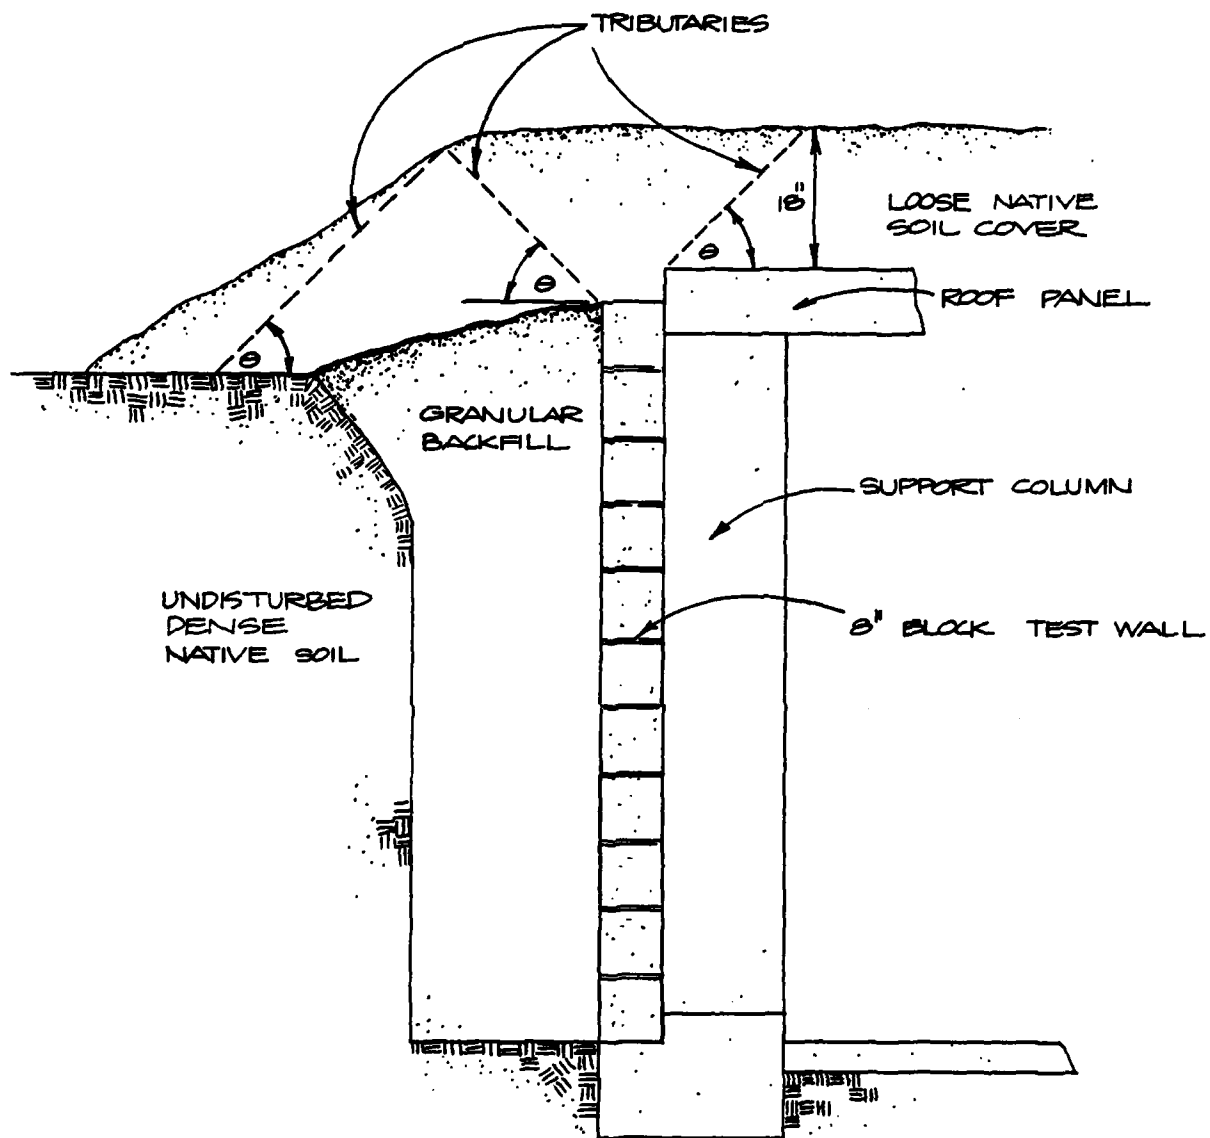 TRIBUTARIES
18"
LOOSE NATIVE
SOIL COVER
θ
θ
ROOF PANEL
θ
GRANULAR
BACKFILL
SUPPORT COLUMN
UNDISTURBED
DENSE
NATIVE SOIL
8" BLOCK TEST WALL